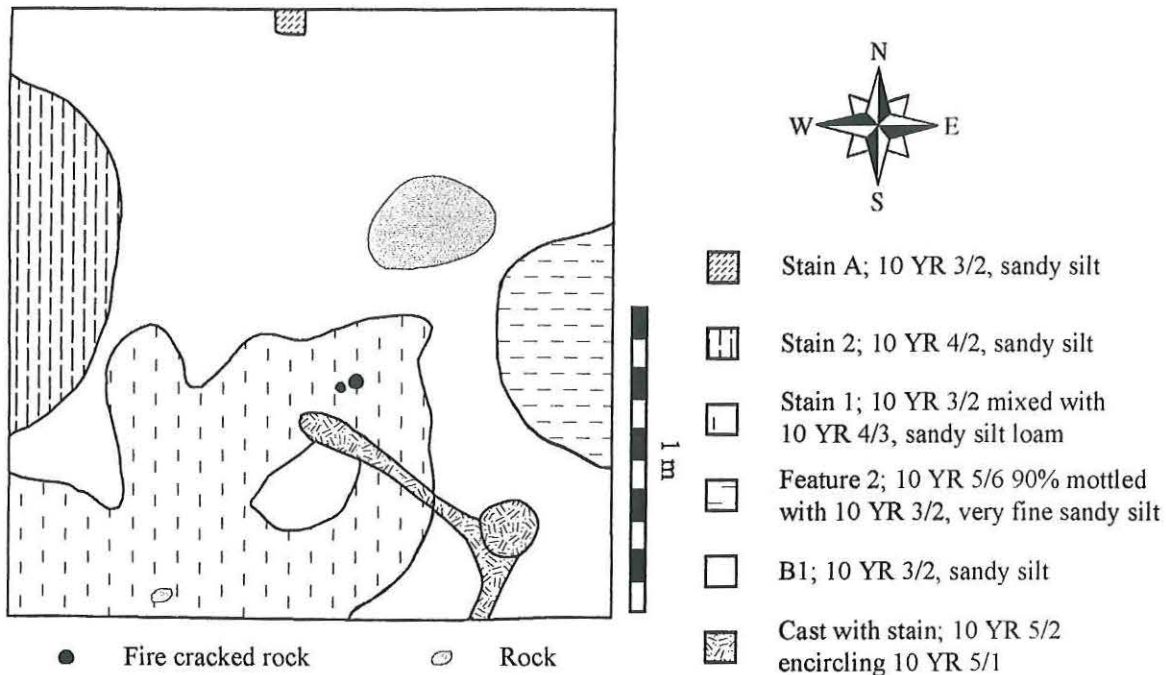 N
W
E
S
Stain A; 10 YR 3/2, sandy silt
Stain 2; 10 YR 4/2, sandy silt
Stain 1; 10 YR 3/2 mixed with
10 YR 4/3, sandy silt loam
Feature 2; 10 YR 5/6 90% mottled
with 10 YR 3/2, very fine sandy silt
B1; 10 YR 3/2, sandy silt
Cast with stain; 10 YR 5/2
encircling 10 YR 5/1
1 m
Fire cracked rock
Rock